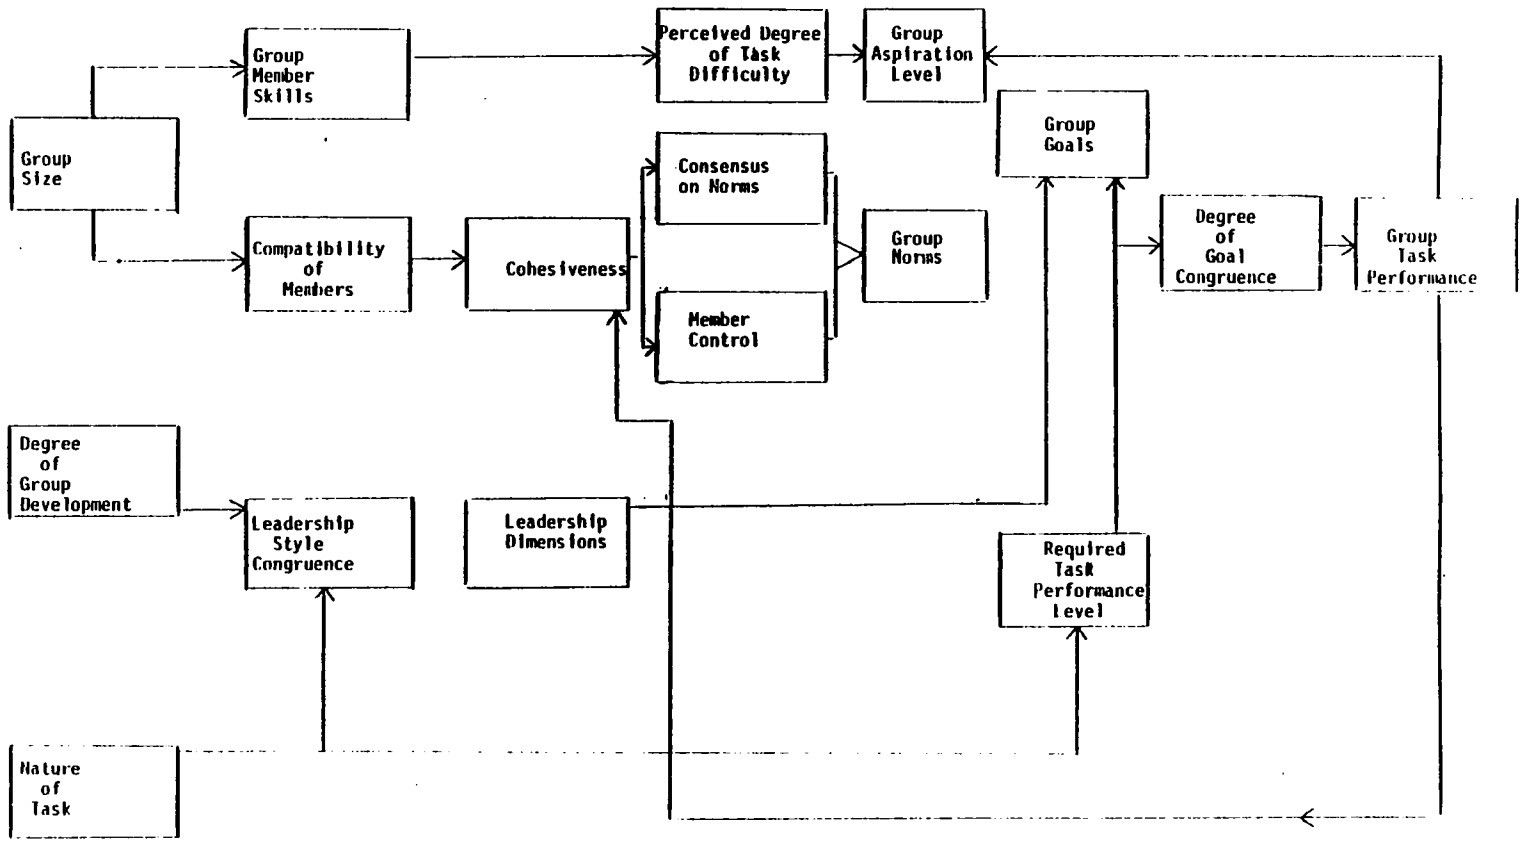 Group
Member
Skills
Perceived Degree
of Task
Difficulty
Group
Aspiration
Level
Group
Goals
Group
Size
Consensus
on Norms
Compatibility
of
Members
Cohesiveness
Group
Norms
Degree
of
Goal
Congruence
Group
Task
Performance
Member
Control
Degree
of
Group
Development
Leadership
Style
Congruence
Leadership
Dimensions
Required
Task
Performance
Level
Nature
of
Task